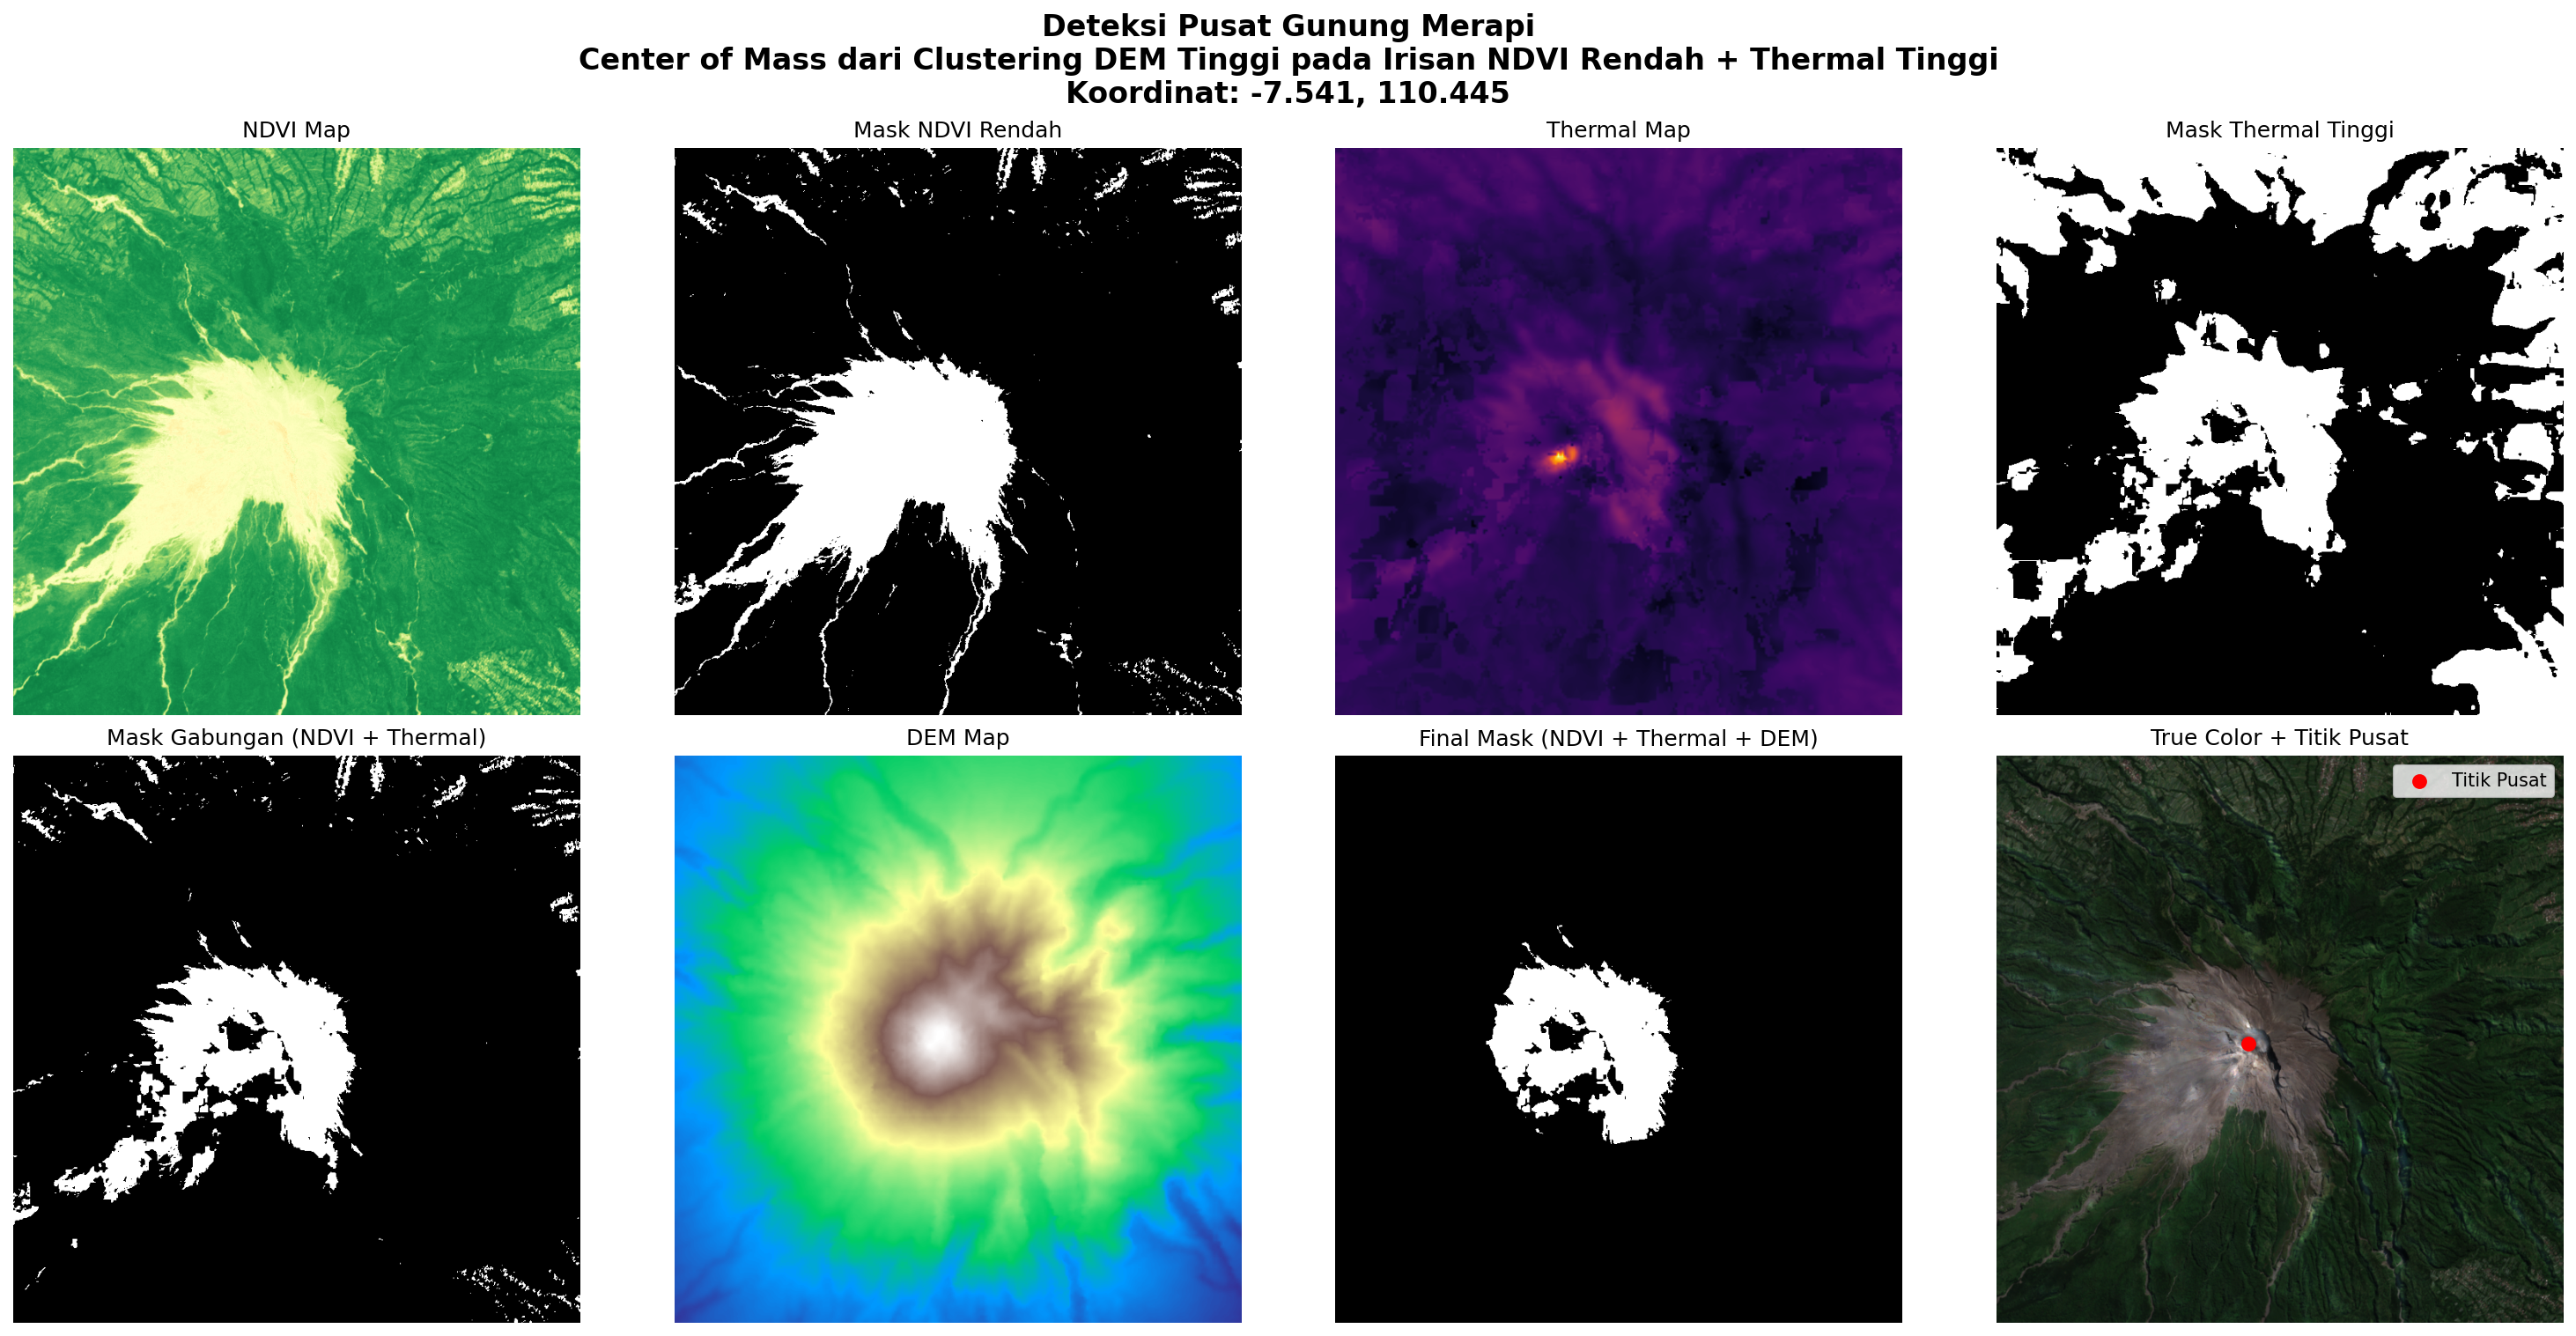 Deteksi Pusat Gunung Merapi
Center of Mass dari Clustering DEM Tinggi pada Irisan NDVI Rendah + Thermal Tinggi
Koordinat: -7.541, 110.445
NDVI Map
Mask NDVI Rendah
Thermal Map
Mask Thermal Tinggi
Mask Gabungan (NDVI + Thermal)
DEM Map
Final Mask (NDVI + Thermal + DEM)
True Color + Titik Pusat
Titik Pusat